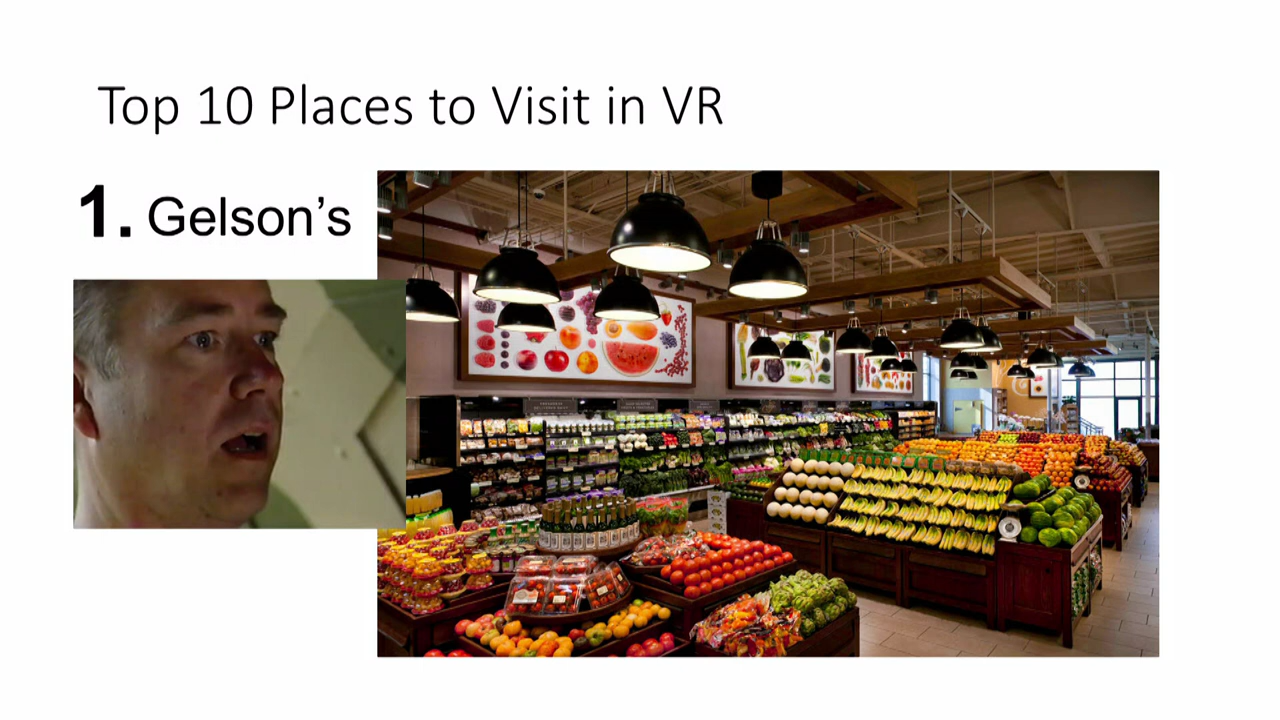 Top 10 Places to Visit in VR
1. Gelson’s